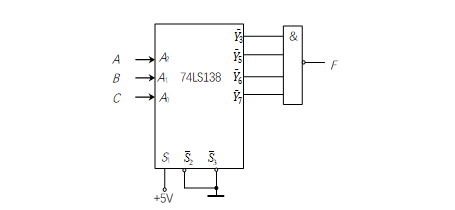 Ȳ₃ &
A A₂ Ȳ₅ F
B A₁ 74LS138 Ȳ₆
C A₀ Ȳ₇
S₁ S̄₂ S̄₃
+5V